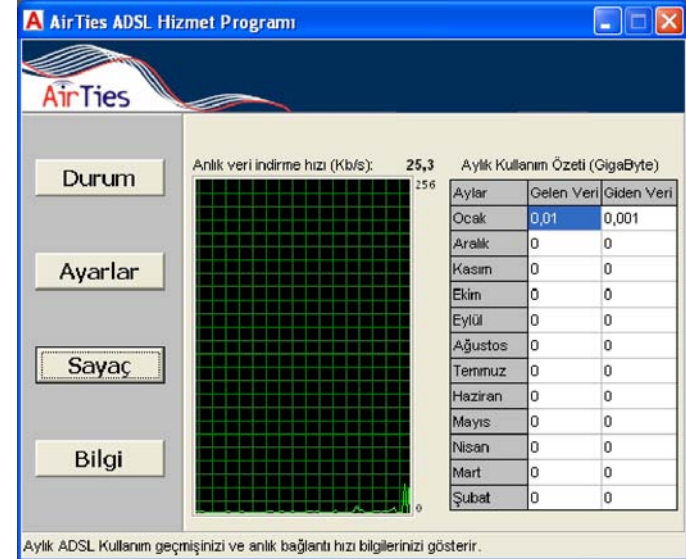 AirTies ADSL Hizmet Programı
AirTies
Durum
Ayarlar
Sayaç
Bilgi
Anlık veri indirme hızı (Kb/s): 25,3
256
0
Aylık Kullanım Özeti (GigaByte)
Aylar Gelen Veri Giden Veri
Ocak 0,01 0,001
Aralık 0 0
Kasım 0 0
Ekim 0 0
Eylül 0 0
Ağustos 0 0
Temmuz 0 0
Haziran 0 0
Mayıs 0 0
Nisan 0 0
Mart 0 0
Şubat 0 0
Aylık ADSL Kullanım geçmişinizi ve anlık bağlantı hızı bilgilerinizi gösterir.